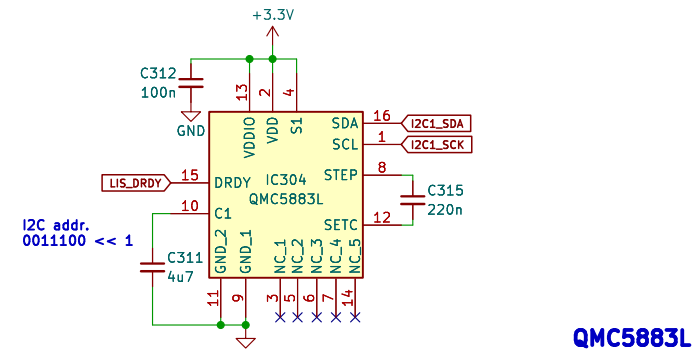 +3.3V
C312
100n
GND
13
2
4
VDDIO
VDD
S1
SDA
16
I2C1_SDA
SCL
1
I2C1_SCK
STEP
8
IC304
QMC5883L
LIS_DRDY
15
DRDY
C315
220n
10
C1
SETC
12
I2C addr.
0011100 << 1
C311
4u7
GND_2
GND_1
NC_1
NC_2
NC_3
NC_4
NC_5
11
9
3
5
6
7
14
QMC5883L